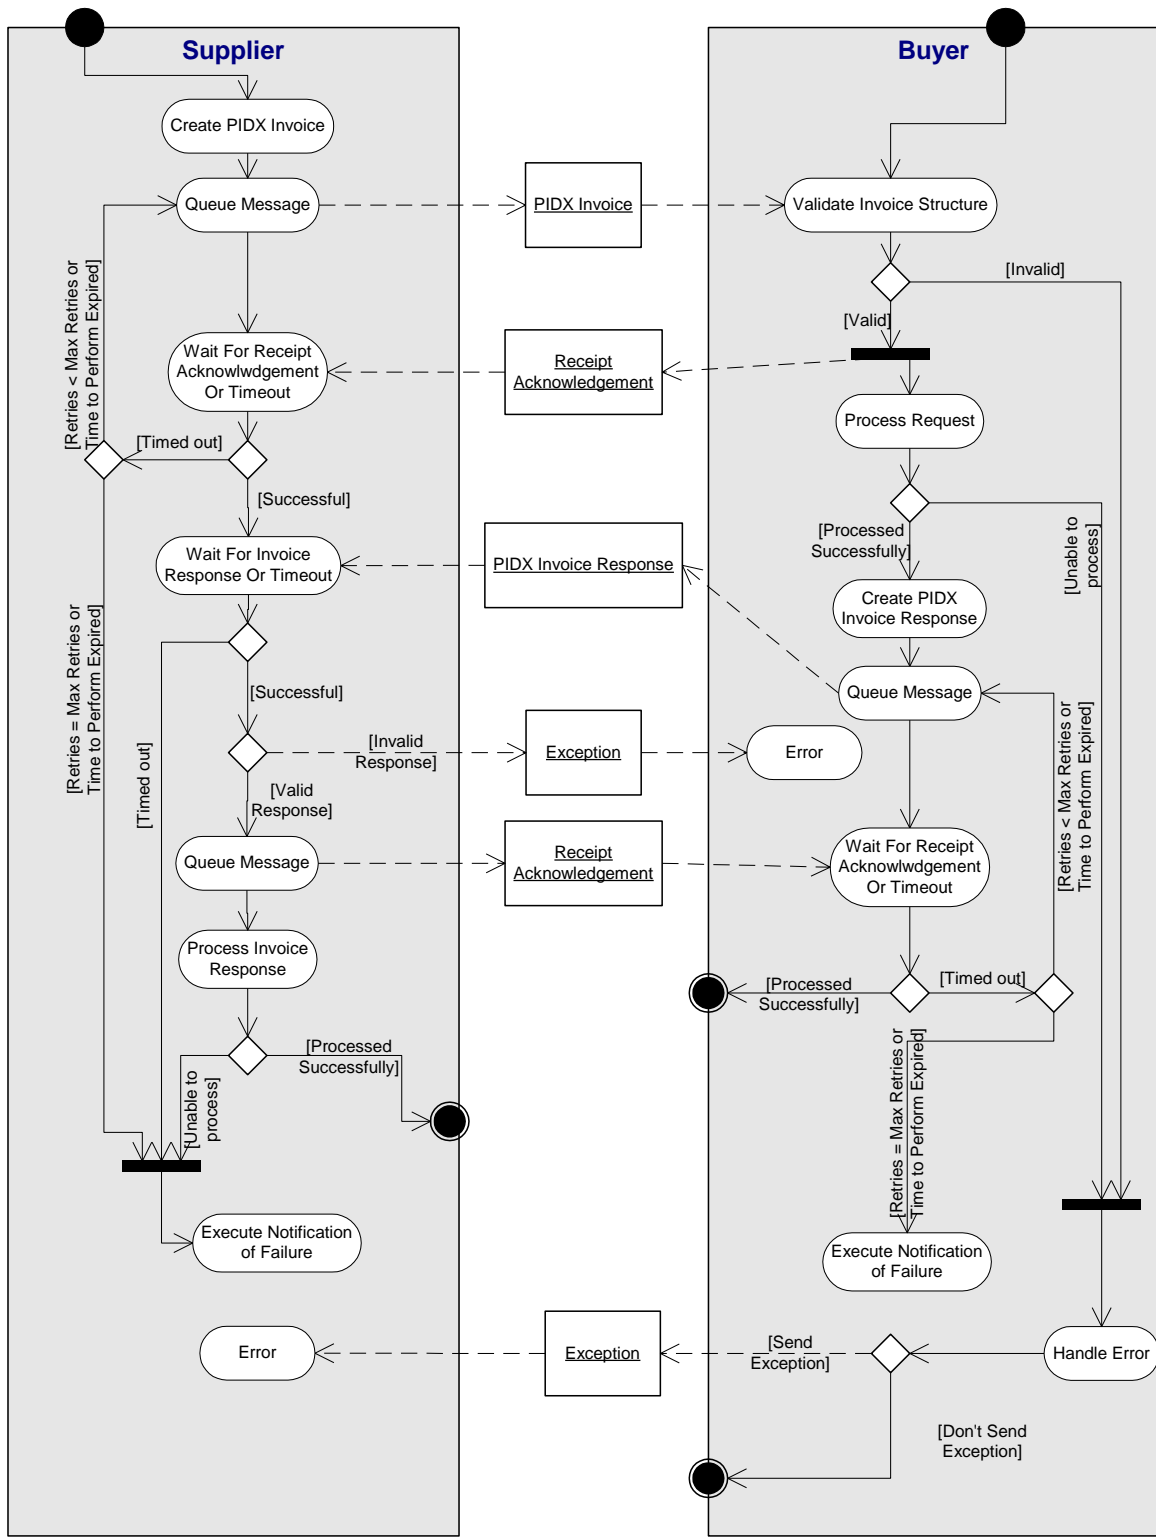 Supplier
Buyer
Create PIDX Invoice
Queue Message
PIDX Invoice
Validate Invoice Structure
[Retries < Max Retries or
Time to Perform Expired]
[Invalid]
[Valid]
Wait For Receipt
Acknowlwdgement
Or Timeout
Receipt
Acknowledgement
Process Request
[Timed out]
[Successful]
[Processed
Successfully]
[Unable to
process]
Wait For Invoice
Response Or Timeout
PIDX Invoice Response
Create PIDX
Invoice Response
[Retries = Max Retries or
Time to Perform Expired]
[Timed out]
[Successful]
Queue Message
[Invalid
Response]
Exception
Error
[Retries < Max Retries or
Time to Perform Expired]
[Valid
Response]
Queue Message
Receipt
Acknowledgement
Wait For Receipt
Acknowlwdgement
Or Timeout
Process Invoice
Response
[Processed
Successfully]
[Timed out]
[Processed
Successfully]
[Unable to
process]
[Retries = Max Retries or
Time to Perform Expired]
Execute Notification
of Failure
Execute Notification
of Failure
Error
Exception
[Send
Exception]
Handle Error
[Don't Send
Exception]